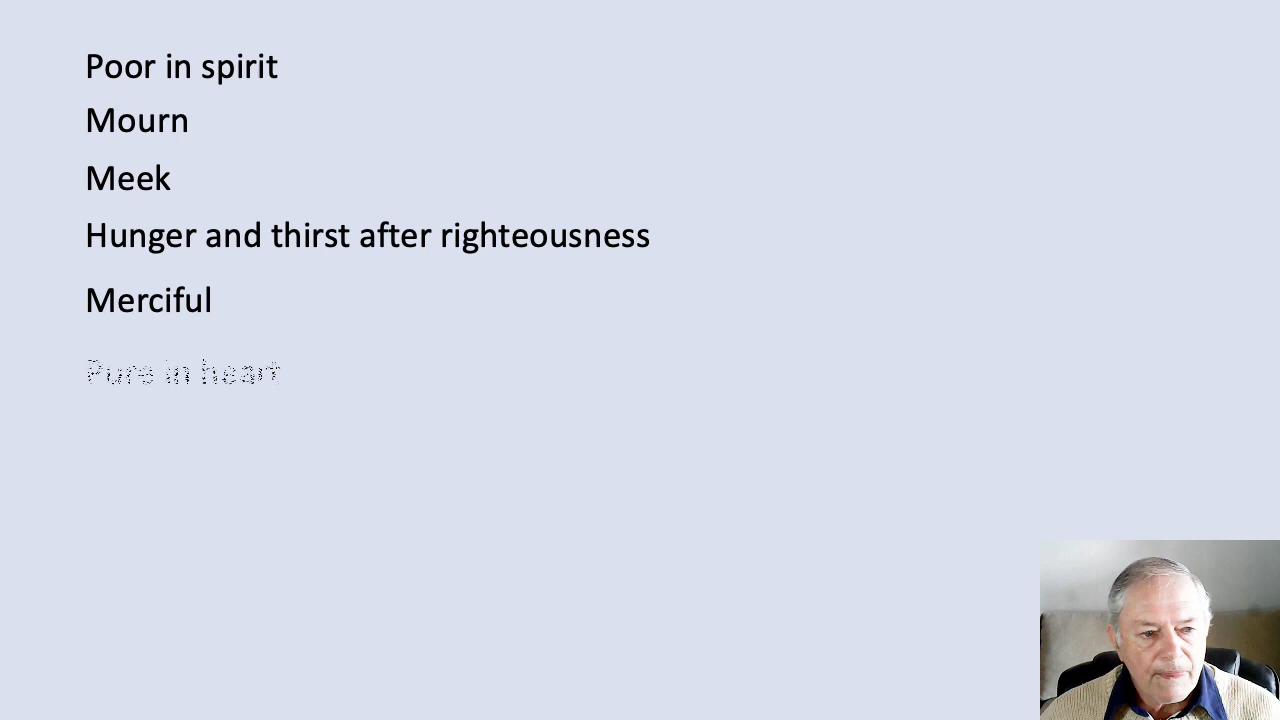 Poor in spirit
Mourn
Meek
Hunger and thirst after righteousness
Merciful
Pure in heart